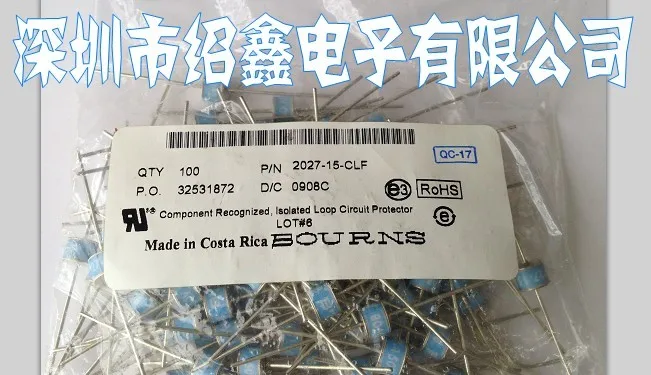 深圳市绍鑫电子有限公司
QC-17
QTY 100 P/N 2027-15-CLF
P.O. 32531872 D/C 0908C
e3 RoHS
Component Recognized, Isolated Loop Circuit Protector
LOT#6
e
Made in Costa Rica BOURNS